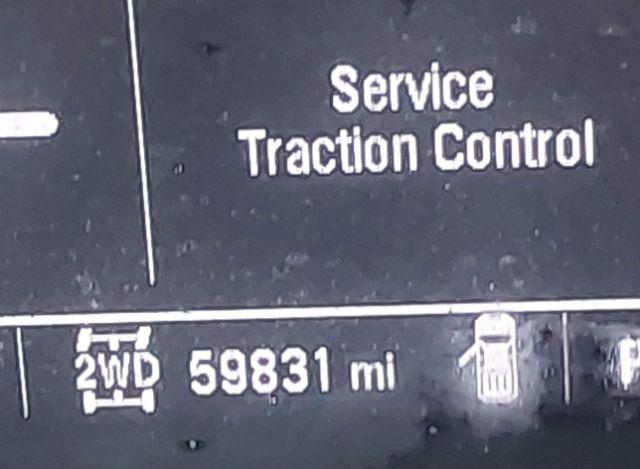 Service
Traction Control
2WD 59831 mi P